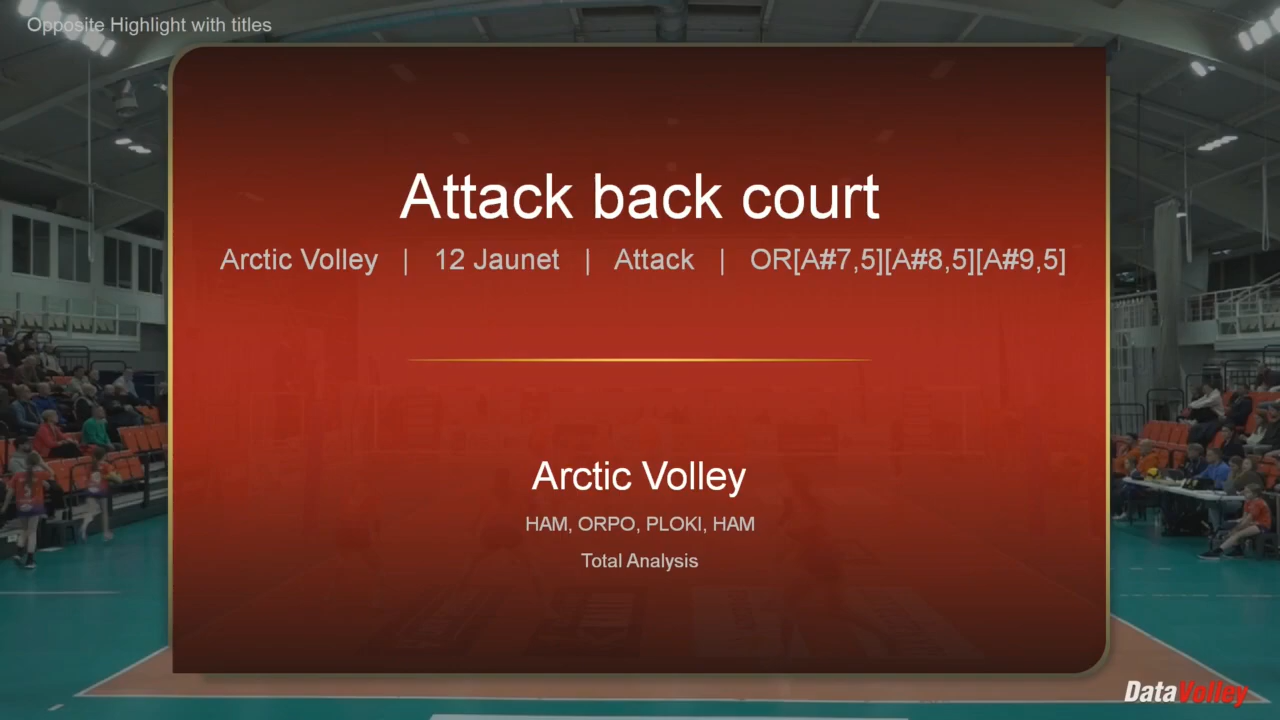 Opposite Highlight with titles
Attack back court
Arctic Volley | 12 Jaunet | Attack | OR[A#7,5][A#8,5][A#9,5]
Arctic Volley
HAM, ORPO, PLOKI, HAM
Total Analysis
DataVolley